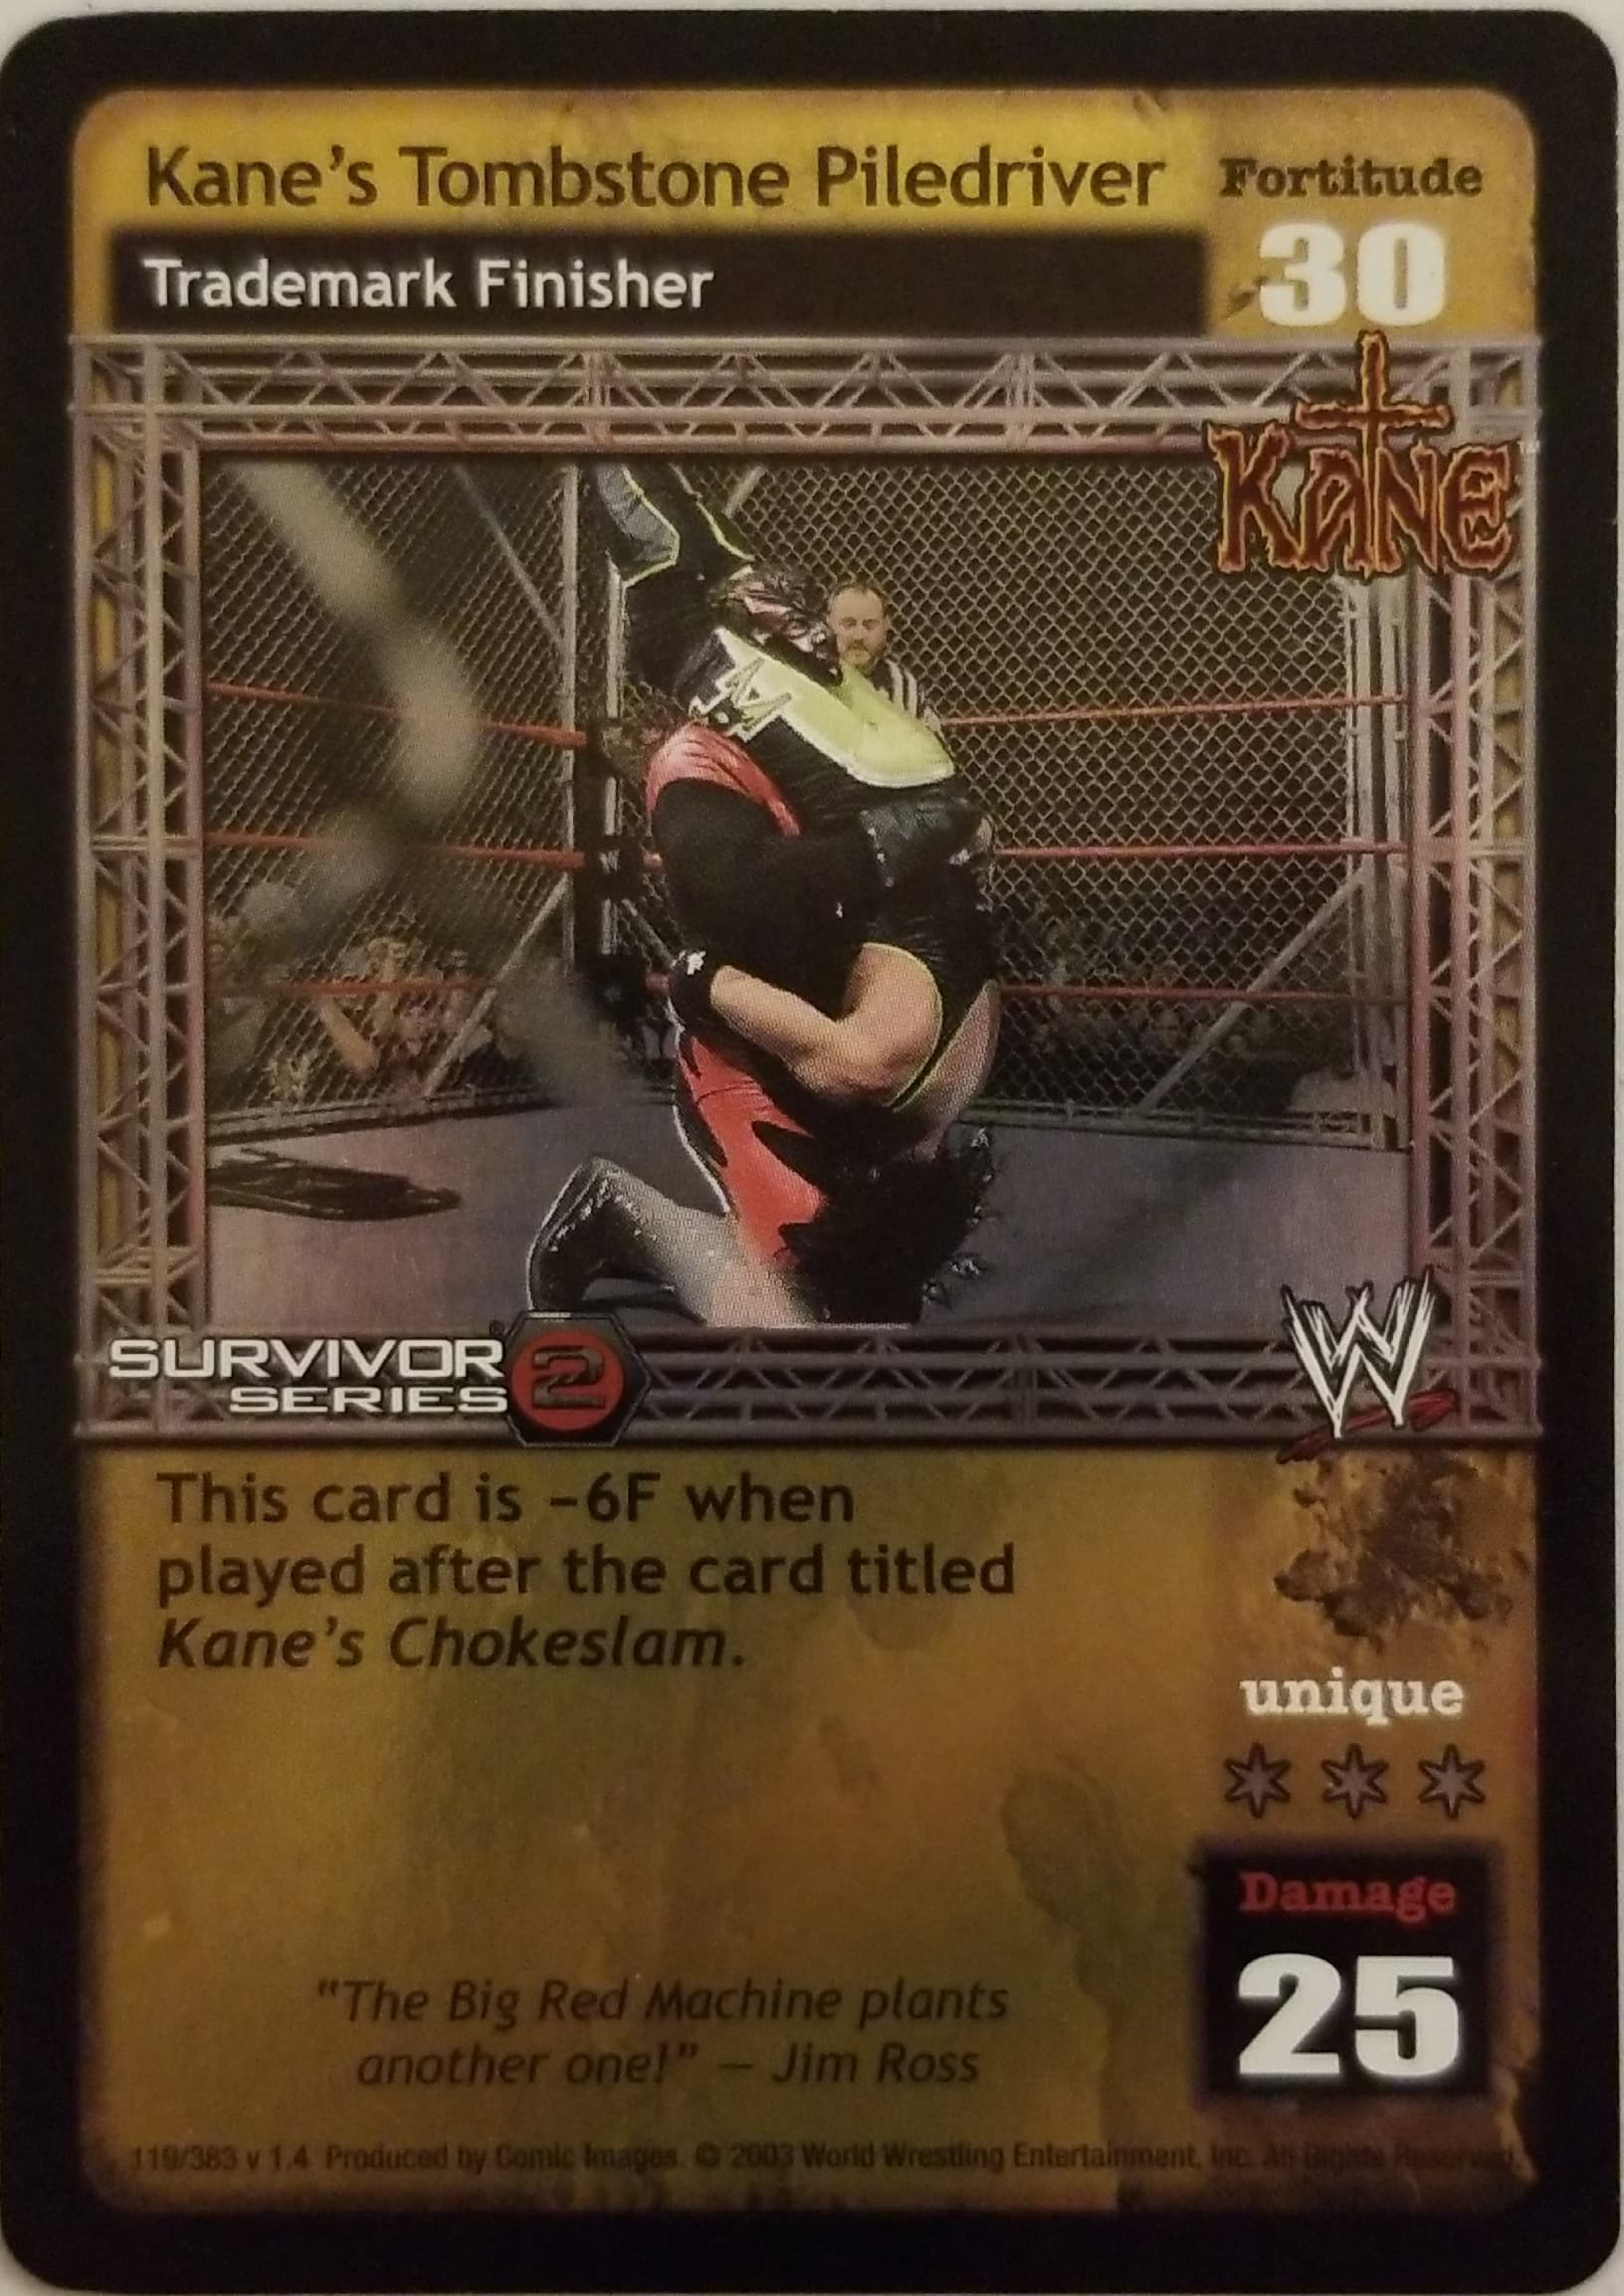 Kane's Tombstone Piledriver
Fortitude
Trademark Finisher
30
KANE
SURVIVOR
SERIES
2
W
This card is –6F when
played after the card titled
Kane's Chokeslam.
unique
Damage
25
"The Big Red Machine plants
another one!" — Jim Ross
119/383 v 1.4 Produced by Comic Images. © 2003 World Wrestling Entertainment, Inc. All Rights Reserved.